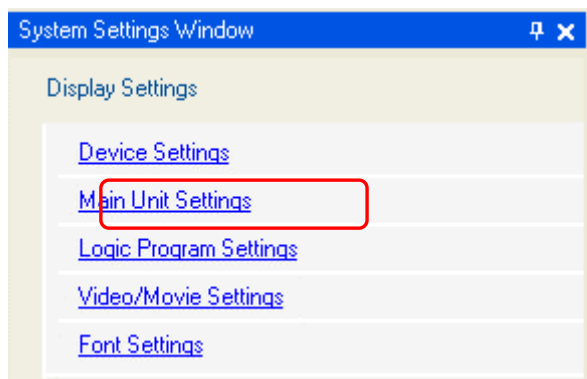 System Settings Window
Display Settings
Device Settings
Main Unit Settings
Logic Program Settings
Video/Movie Settings
Font Settings